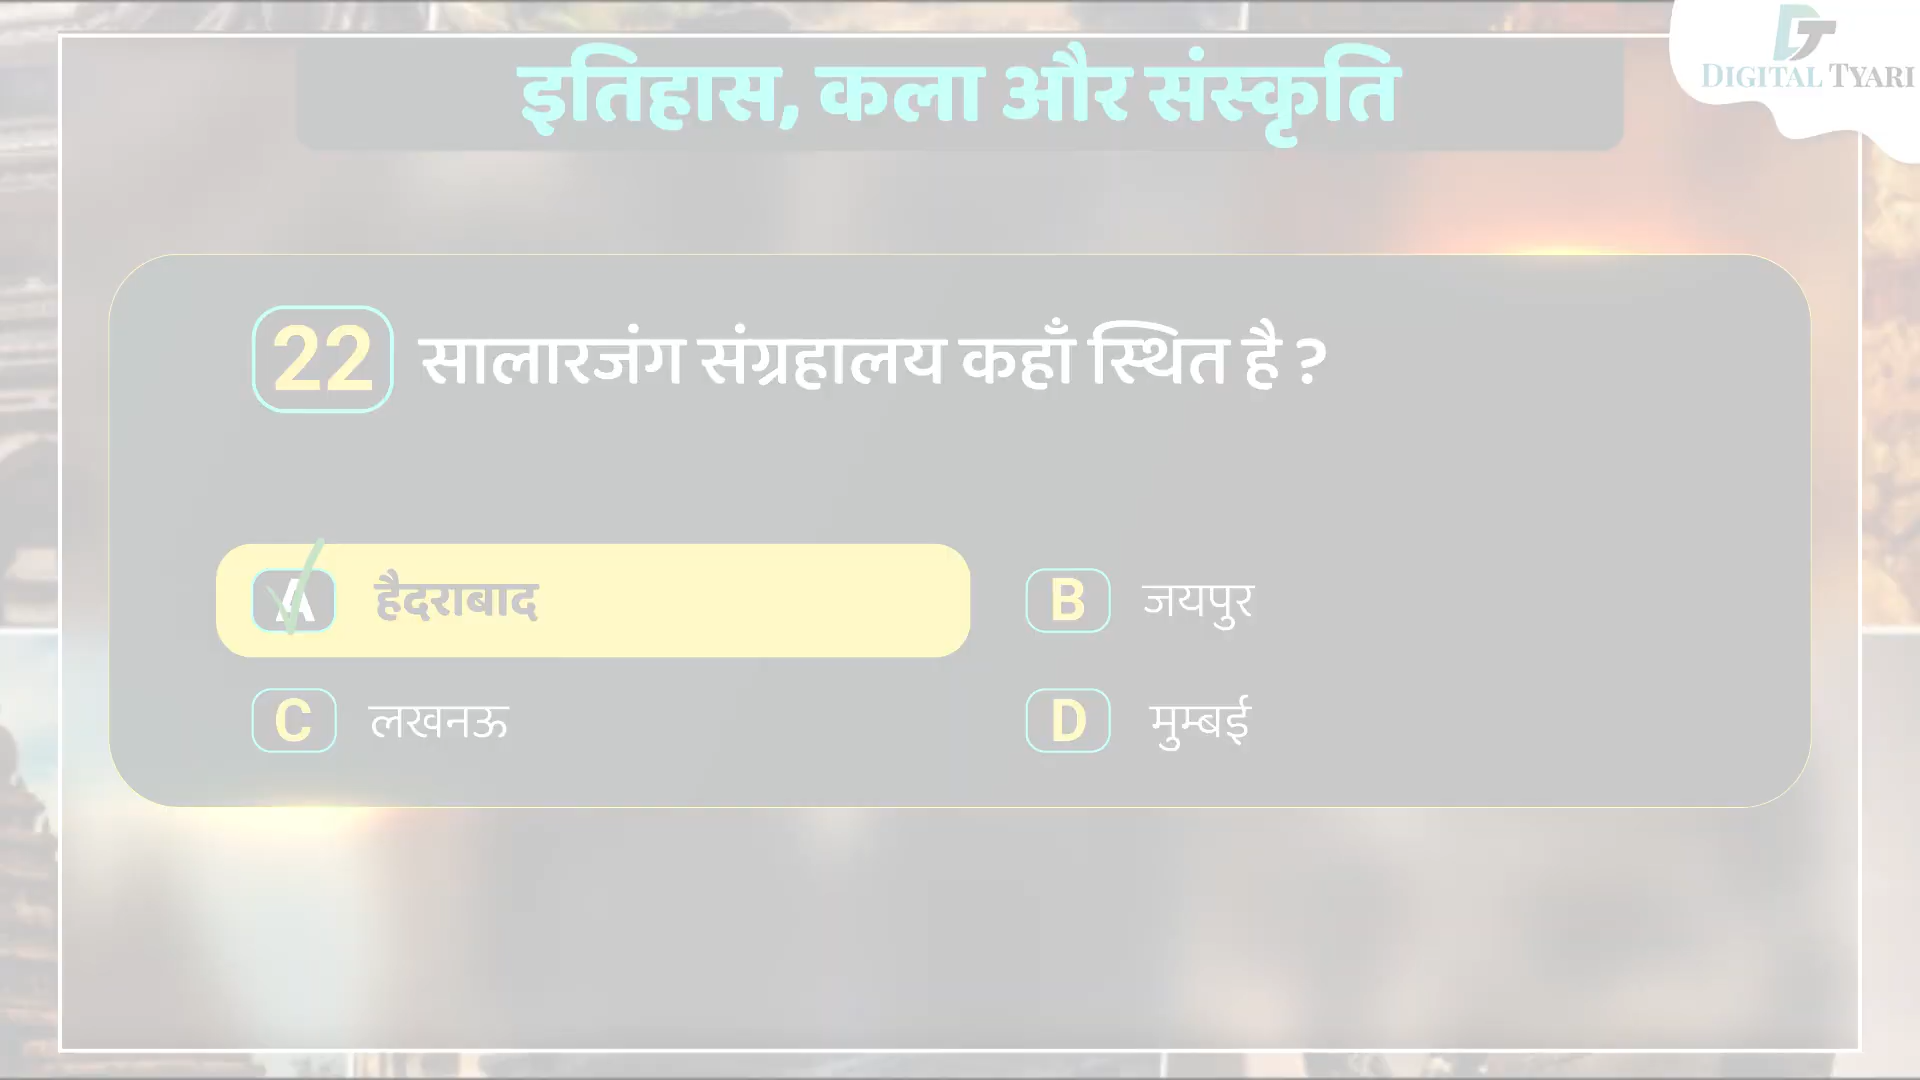 इतिहास, कला और संस्कृति
DIGITAL TYARI
22 सालारजंग संग्रहालय कहाँ स्थित है ?
A हैदराबाद
B जयपुर
C लखनऊ
D मुम्बई